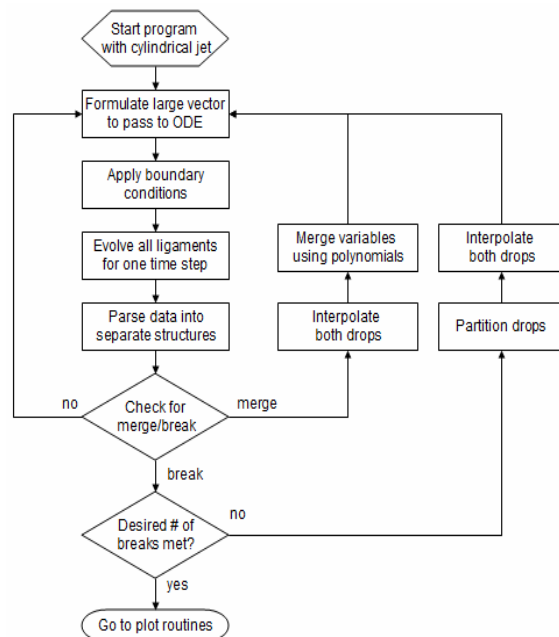 Start program
with cylindrical jet
Formulate large vector
to pass to ODE
Apply boundary
conditions
Evolve all ligaments
for one time step
Merge variables
using polynomials
Interpolate
both drops
Parse data into
separate structures
Interpolate
both drops
Partition drops
no
Check for
merge/break
merge
break
Desired # of
breaks met?
no
yes
Go to plot routines